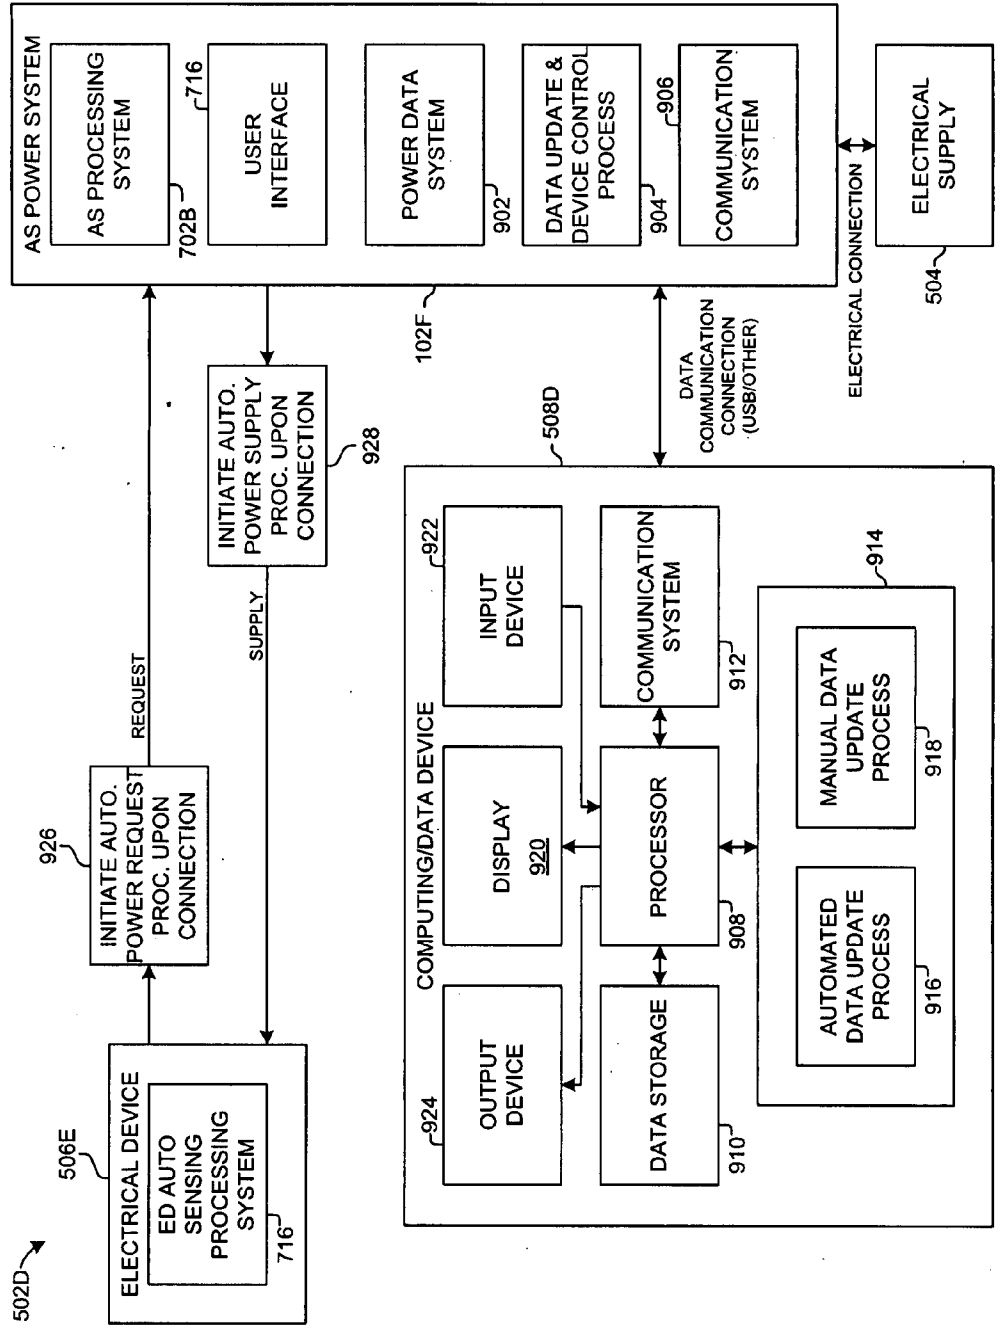 502D
506E
ELECTRICAL DEVICE
ED AUTO
SENSING
PROCESSING
SYSTEM
716
926
INITIATE AUTO.
POWER REQUEST
PROC. UPON
CONNECTION
REQUEST
INITIATE AUTO.
POWER SUPPLY
PROC. UPON
CONNECTION
928
SUPPLY
AS POWER SYSTEM
AS PROCESSING
SYSTEM
702B
716
USER
INTERFACE
POWER DATA
SYSTEM
902
DATA UPDATE &
DEVICE CONTROL
PROCESS
904
906
COMMUNICATION
SYSTEM
102F
DATA
COMMUNICATION
CONNECTION
(USB/OTHER)
ELECTRICAL CONNECTION
ELECTRICAL
SUPPLY
504
508D
COMPUTING/DATA DEVICE
924
OUTPUT
DEVICE
DISPLAY
920
922
INPUT
DEVICE
DATA STORAGE
910
PROCESSOR
908
COMMUNICATION
SYSTEM
912
914
AUTOMATED
DATA UPDATE
PROCESS
916
MANUAL DATA
UPDATE
PROCESS
918